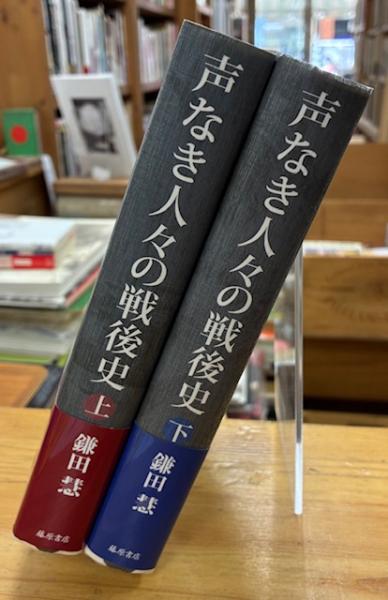 声なき人々の戦後史 上
鎌田 慧
藤原書店
声なき人々の戦後史 下
鎌田 慧
藤原書店